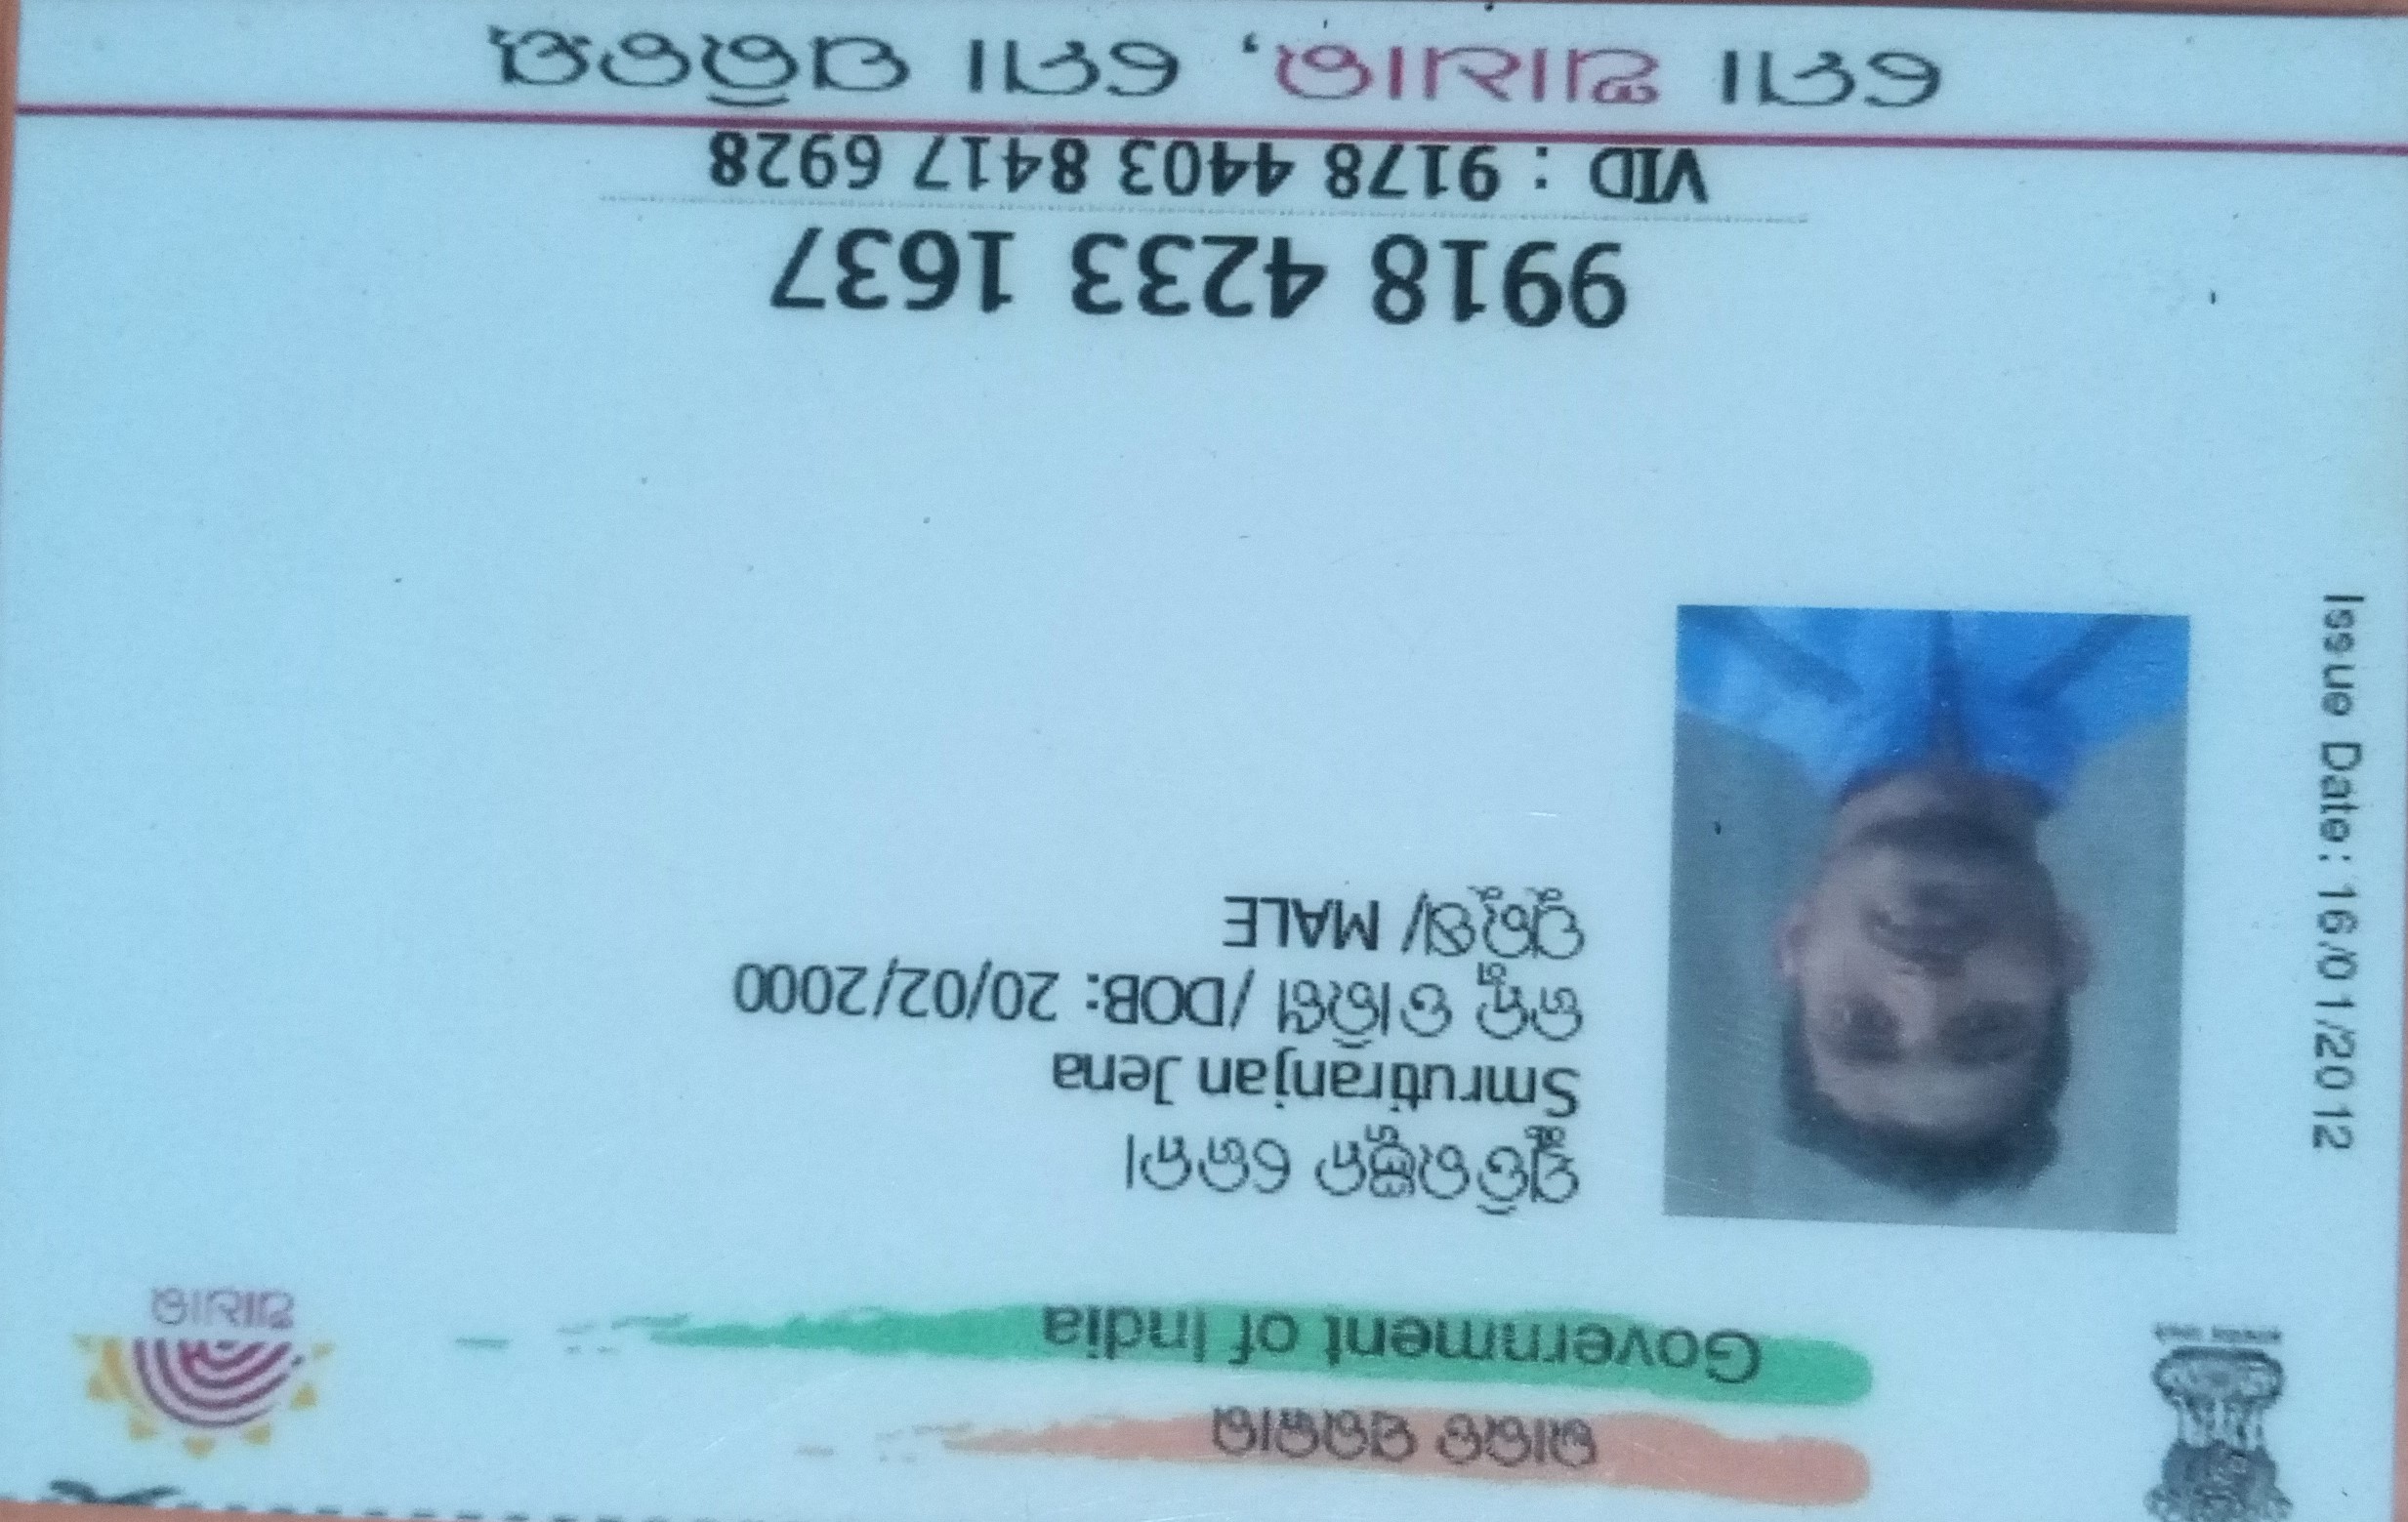 ଭାରତ ସରକାର
Government of India
ଆଧାର
Issue Date: 16/01/2012
ସ୍ମୃତିରଞ୍ଜନ ଜେନା
Smrutiranjan Jena
ଜନ୍ମ ତାରିଖ /DOB: 20/02/2000
ପୁରୁଷ/ MALE
9918 4233 1637
VID : 9178 4403 8417 6928
ମୋ ଆଧାର, ମୋ ପରିଚୟ